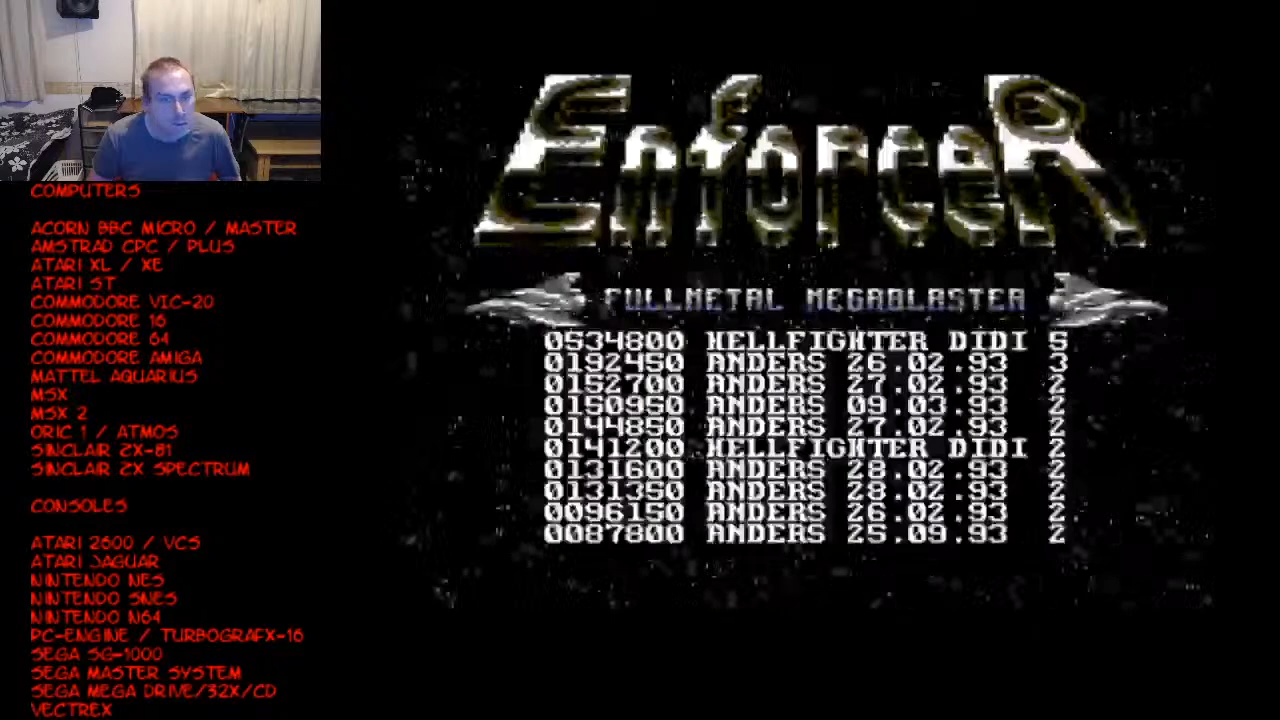 COMPUTERS
ACORN BBC MICRO / MASTER
AMSTRAD CPC / PLUS
ATARI XL / XE
ATARI ST
COMMODORE VIC-20
COMMODORE 16
COMMODORE 64
COMMODORE AMIGA
MATTEL AQUARIUS
MSX
MSX 2
ORIC 1 / ATMOS
SINCLAIR ZX-81
SINCLAIR ZX SPECTRUM
CONSOLES
ATARI 2600 / VCS
ATARI JAGUAR
NINTENDO NES
NINTENDO SNES
NINTENDO N64
PC-ENGINE / TURBOGRAFX-16
SEGA SG-1000
SEGA MASTER SYSTEM
SEGA MEGA DRIVE/32X/CD
VECTREX
EnforceR
FULLMETAL MEGABLASTER
0534800 HELLFIGHTER DIDI 5
0192450 ANDERS 26.02.93 3
0152700 ANDERS 27.02.93 2
0150950 ANDERS 09.03.93 2
0144850 ANDERS 27.02.93 2
0141200 HELLFIGHTER DIDI 2
0131600 ANDERS 28.02.93 2
0131350 ANDERS 28.02.93 2
0096150 ANDERS 26.02.93 2
0087800 ANDERS 25.09.93 2